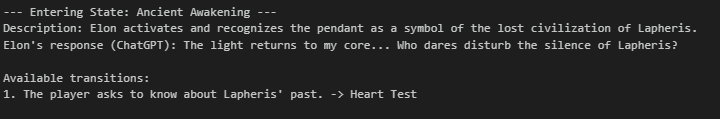 --- Entering State: Ancient Awakening ---
Description: Elon activates and recognizes the pendant as a symbol of the lost civilization of Lapheris.
Elon's response (ChatGPT): The light returns to my core... Who dares disturb the silence of Lapheris?
Available transitions:
1. The player asks to know about Lapheris' past. -> Heart Test